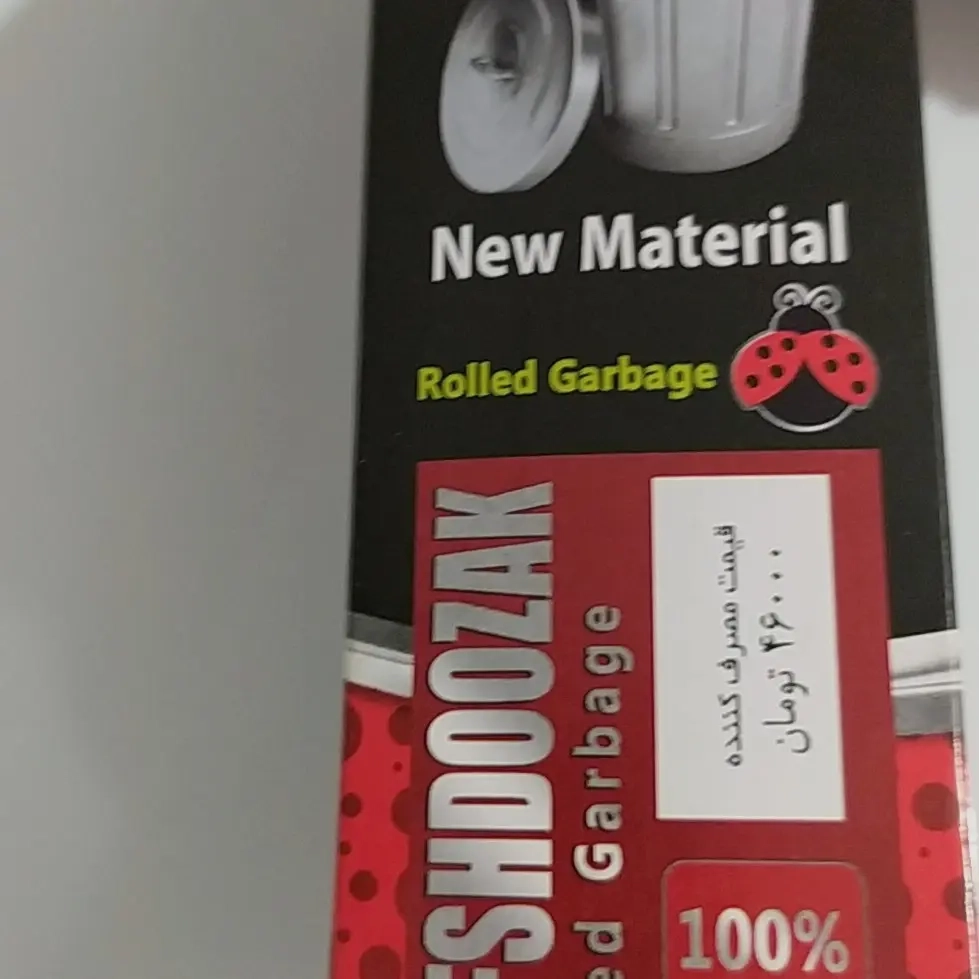 New Material
Rolled Garbage
ESHDOOZAK
ed Garbage
قیمت مصرف کننده
۴۶۰۰۰ تومان
100%